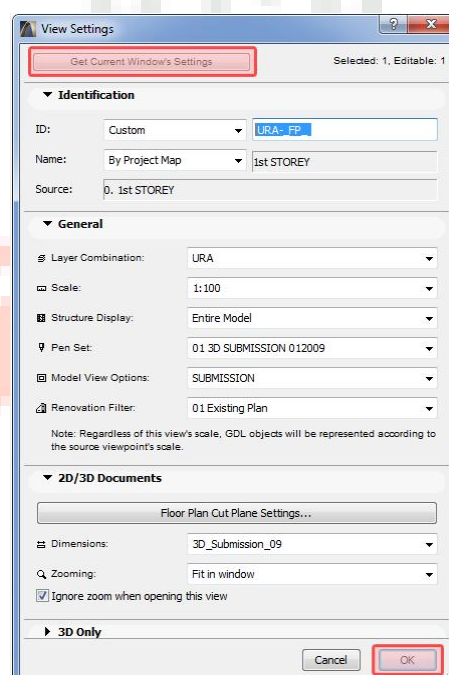 View Settings
Get Current Window's Settings
Selected: 1, Editable: 1
Identification
ID: Custom URA-_FP_
Name: By Project Map 1st STOREY
Source: 0. 1st STOREY
General
Layer Combination: URA
Scale: 1:100
Structure Display: Entire Model
Pen Set: 01 3D SUBMISSION 012009
Model View Options: SUBMISSION
Renovation Filter: 01 Existing Plan
Note: Regardless of this view's scale, GDL objects will be represented according to
the source viewpoint's scale.
2D/3D Documents
Floor Plan Cut Plane Settings...
Dimensions: 3D_Submission_09
Zooming: Fit in window
Ignore zoom when opening this view
3D Only
Cancel OK